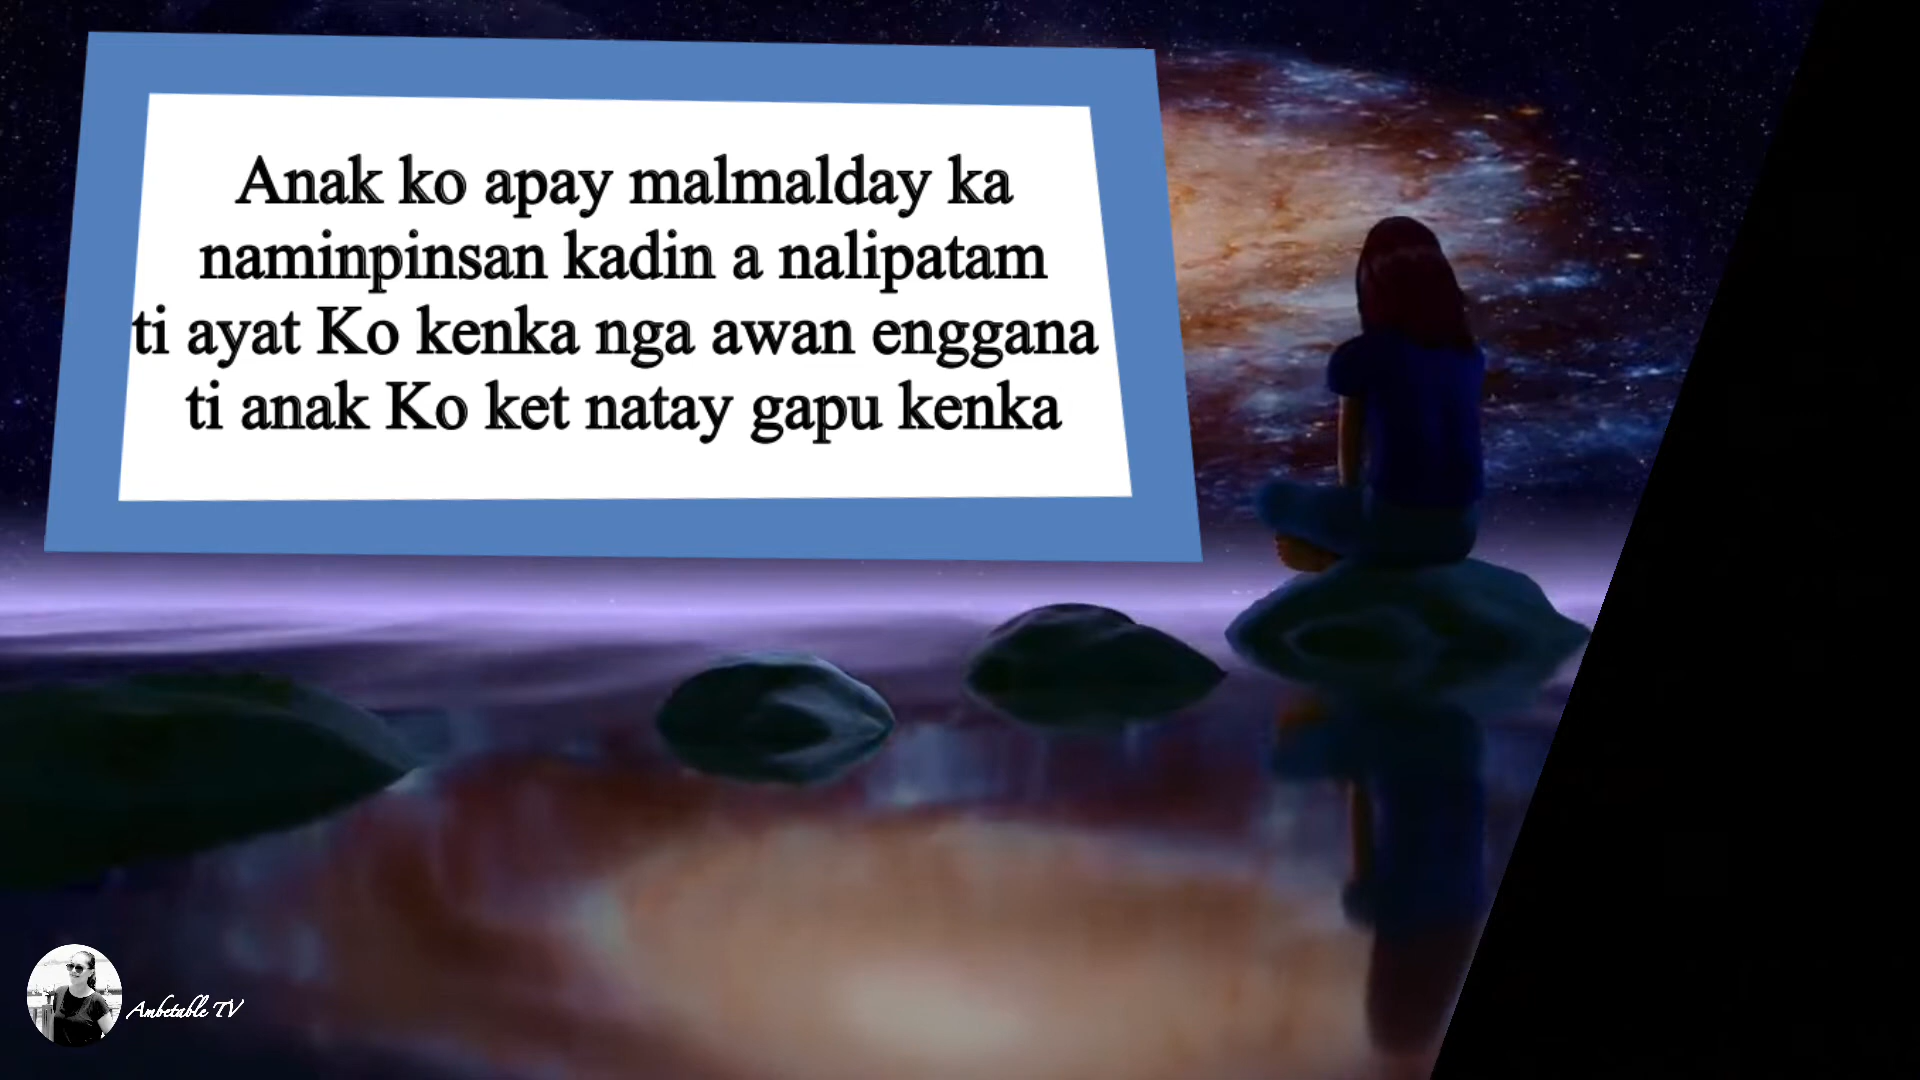 Anak ko apay malmalday ka
naminpinsan kadin a nalipatam
ti ayat Ko kenka nga awan enggana
ti anak Ko ket natay gapu kenka
Ambetable TV